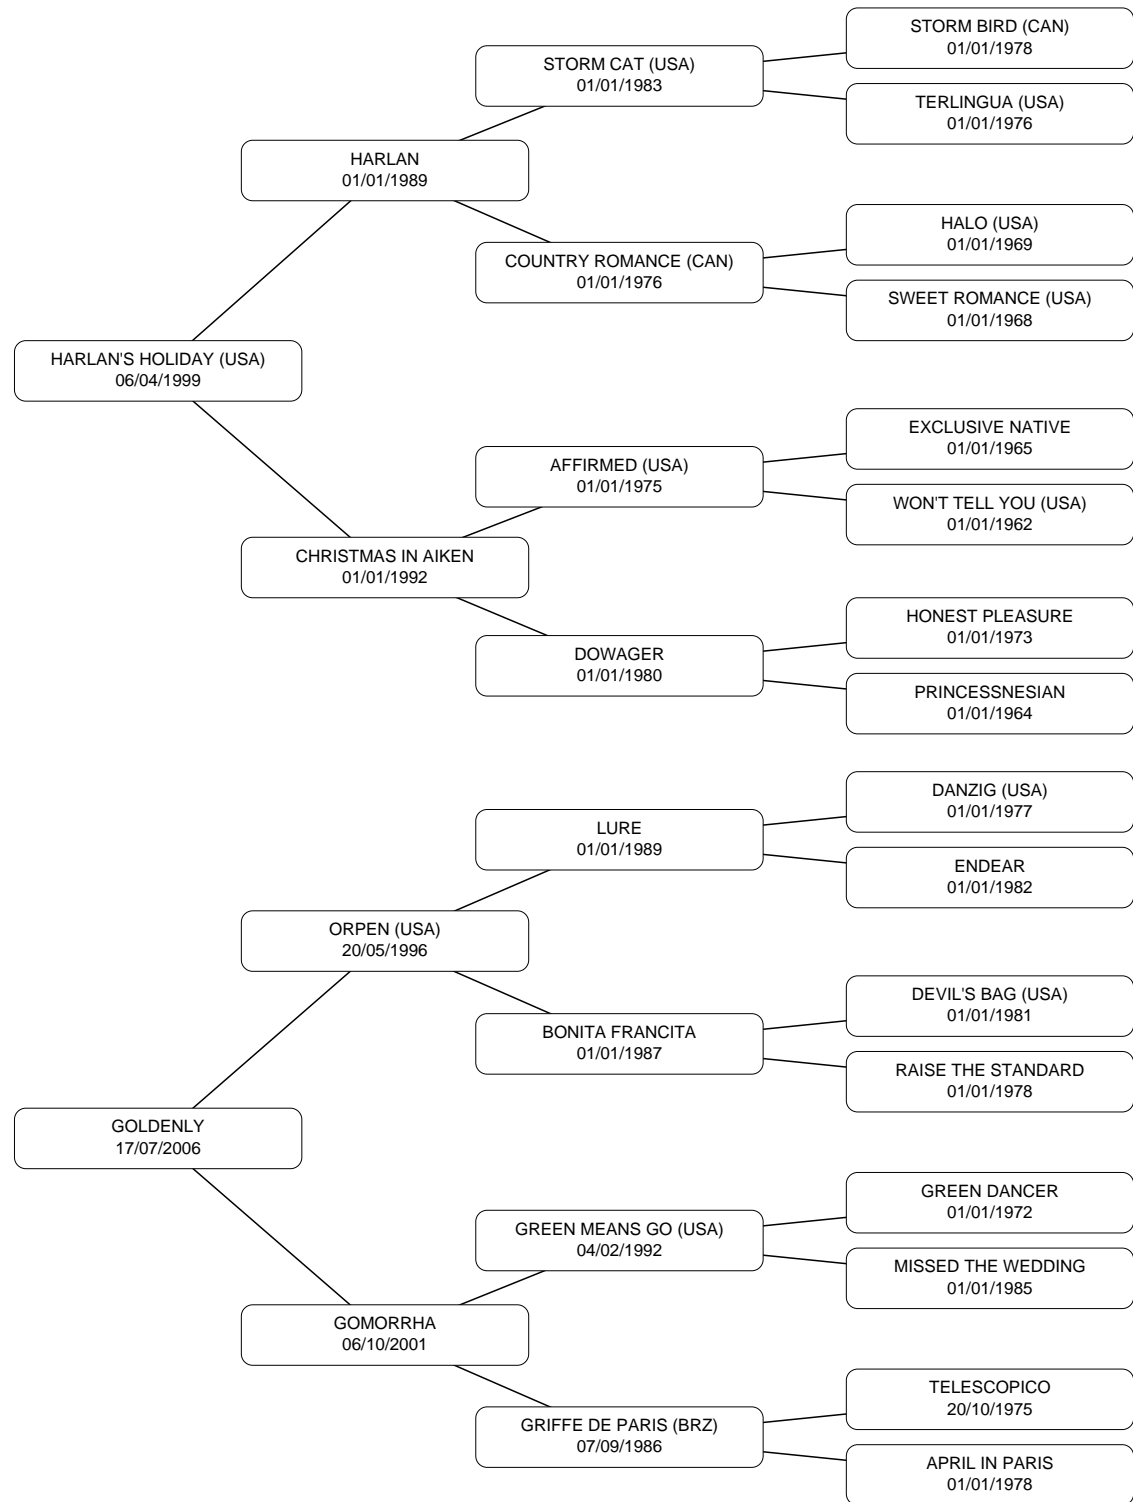 STORM BIRD (CAN)
01/01/1978
STORM CAT (USA)
01/01/1983
TERLINGUA (USA)
01/01/1976
HARLAN
01/01/1989
HALO (USA)
01/01/1969
COUNTRY ROMANCE (CAN)
01/01/1976
SWEET ROMANCE (USA)
01/01/1968
HARLAN'S HOLIDAY (USA)
06/04/1999
EXCLUSIVE NATIVE
01/01/1965
AFFIRMED (USA)
01/01/1975
WON'T TELL YOU (USA)
01/01/1962
CHRISTMAS IN AIKEN
01/01/1992
HONEST PLEASURE
01/01/1973
DOWAGER
01/01/1980
PRINCESSNESIAN
01/01/1964
DANZIG (USA)
01/01/1977
LURE
01/01/1989
ENDEAR
01/01/1982
ORPEN (USA)
20/05/1996
DEVIL'S BAG (USA)
01/01/1981
BONITA FRANCITA
01/01/1987
RAISE THE STANDARD
01/01/1978
GOLDENLY
17/07/2006
GREEN DANCER
01/01/1972
GREEN MEANS GO (USA)
04/02/1992
MISSED THE WEDDING
01/01/1985
GOMORRHA
06/10/2001
TELESCOPICO
20/10/1975
GRIFFE DE PARIS (BRZ)
07/09/1986
APRIL IN PARIS
01/01/1978